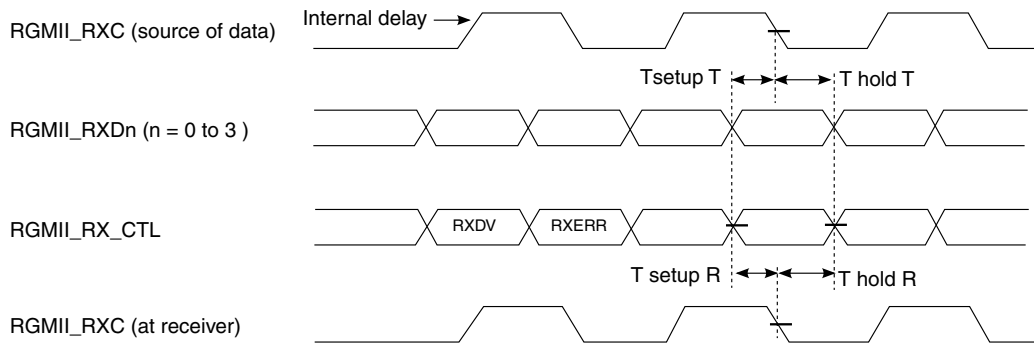 RGMII_RXC (source of data)
Internal delay
Tsetup T
T hold T
RGMII_RXDn (n = 0 to 3 )
RGMII_RX_CTL
RXDV
RXERR
T setup R
T hold R
RGMII_RXC (at receiver)